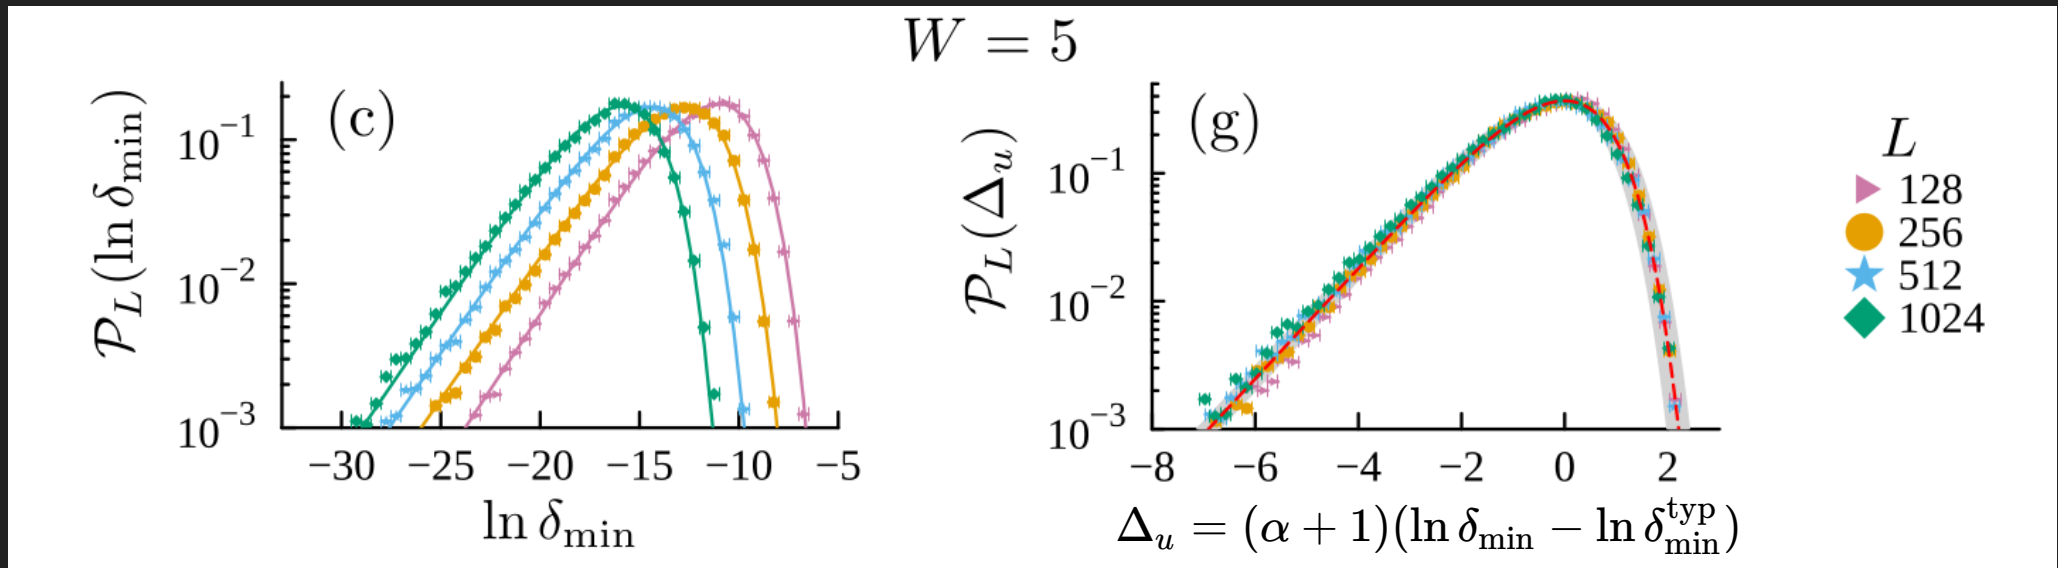 W = 5
(c)
𝒫_L(ln δ_min)
10⁻¹
10⁻²
10⁻³
−30 −25 −20 −15 −10 −5
ln δ_min
(g)
𝒫_L(Δ_u)
10⁻¹
10⁻²
10⁻³
−8 −6 −4 −2 0 2
Δ_u = (α + 1)(ln δ_min − ln δ_min^typ)
L
128
256
512
1024